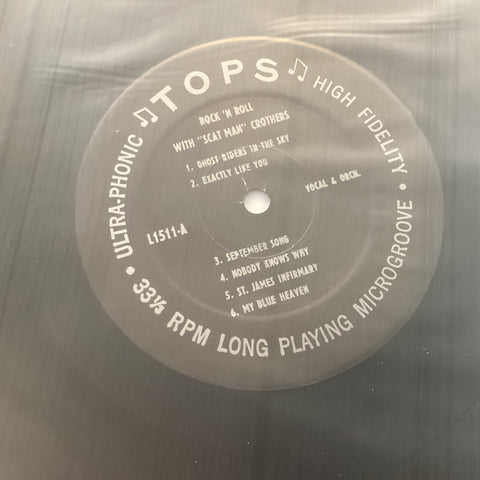 ♫ TOPS ♫
ULTRA-PHONIC
HIGH FIDELITY
ROCK 'N ROLL
WITH "SCAT MAN" CROTHERS
1. GHOST RIDERS IN THE SKY
2. EXACTLY LIKE YOU
VOCAL & ORCH.
L1511-A
3. SEPTEMBER SONG
4. NOBODY KNOWS WHY
5. ST. JAMES INFIRMARY
6. MY BLUE HEAVEN
• 33⅓ RPM LONG PLAYING MICROGROOVE •